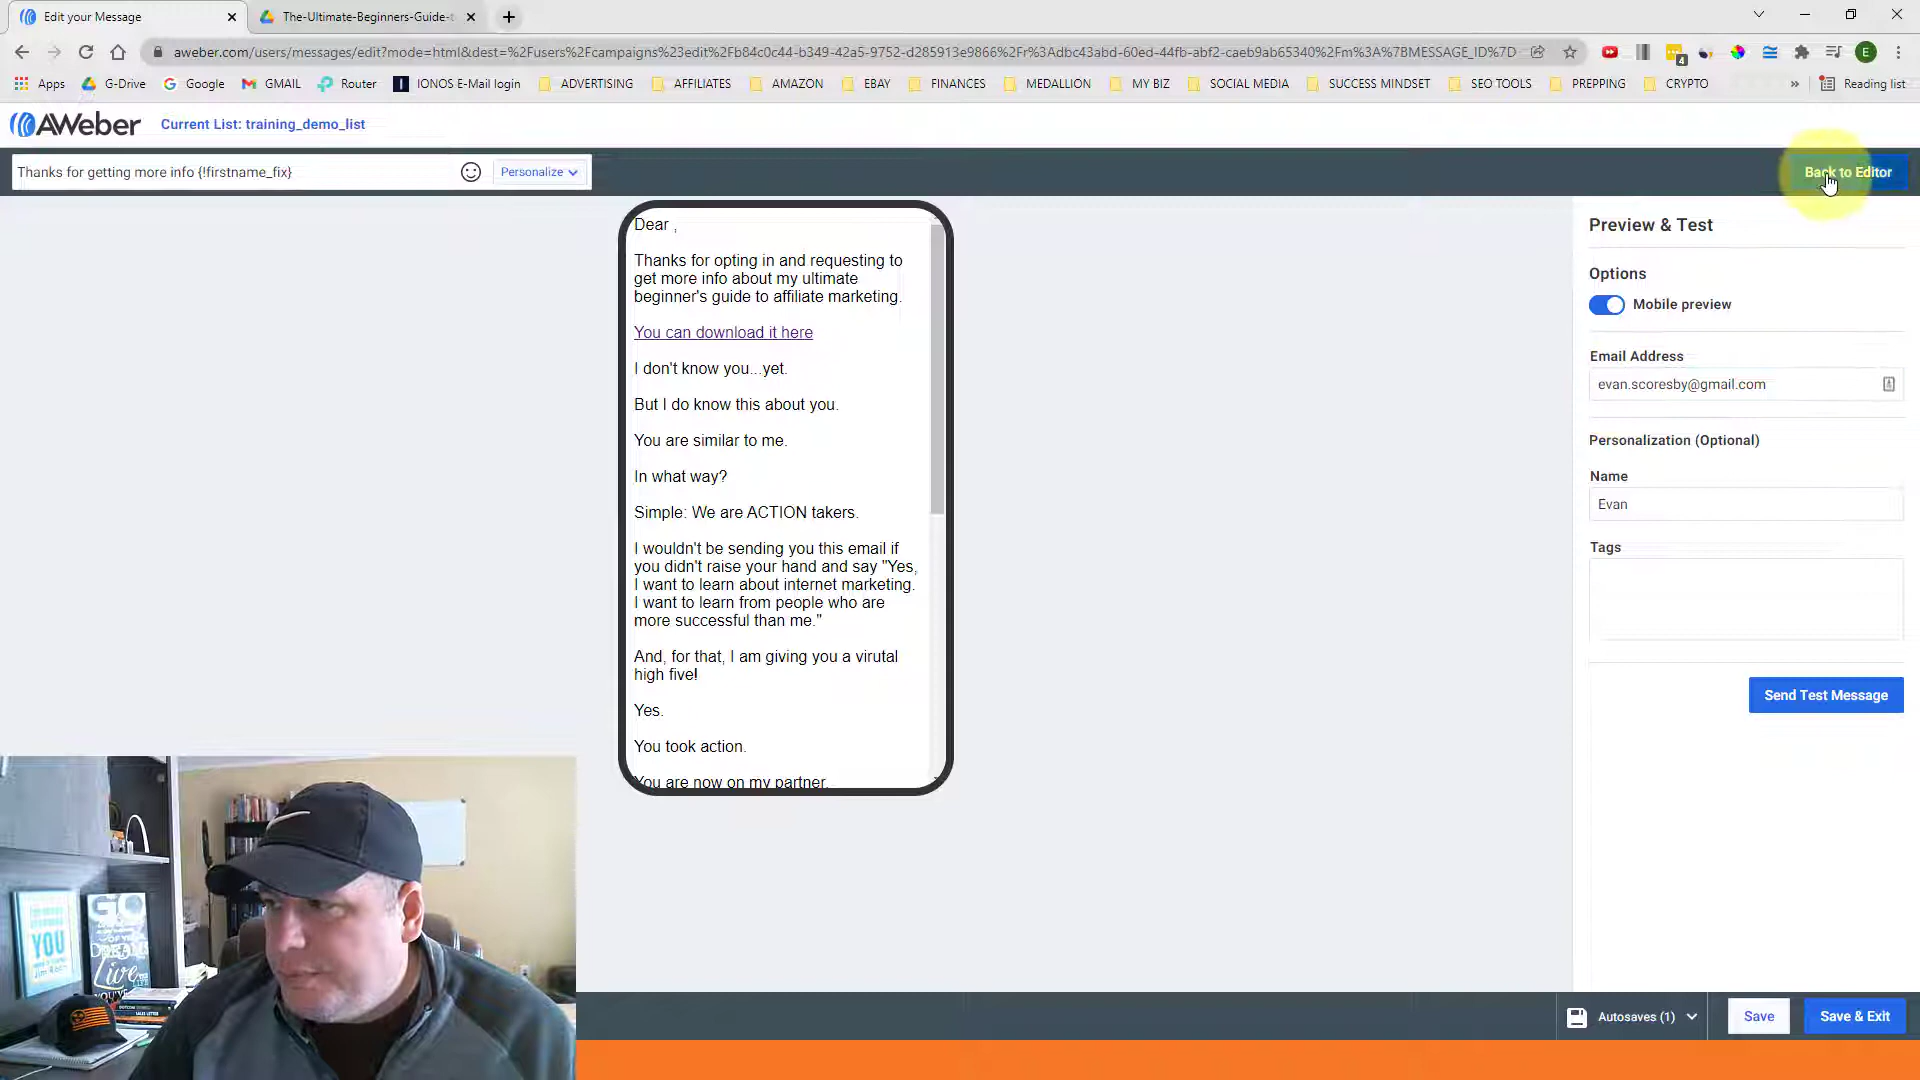 Edit your Message
The-Ultimate-Beginners-Guide-t
aweber.com/users/messages/edit?mode=html&dest=%2Fusers%2Fcampaigns%23edit%2Fb84c0c44-b349-42a5-9752-d285913e9866%2Fr%3Adbc43abd-60ed-44fb-abf2-caeb9ab65340%2Fm%3A%7BMESSAGE_ID%7D
4
E
Apps
G-Drive
Google
GMAIL
Router
IONOS E-Mail login
ADVERTISING
AFFILIATES
AMAZON
EBAY
FINANCES
MEDALLION
MY BIZ
SOCIAL MEDIA
SUCCESS MINDSET
SEO TOOLS
PREPPING
CRYPTO
»
Reading list
AWeber
Current List: training_demo_list
Thanks for getting more info {!firstname_fix}
Personalize
Back to Editor
Dear ,
Thanks for opting in and requesting to
get more info about my ultimate
beginner's guide to affiliate marketing.
You can download it here
I don't know you...yet.
But I do know this about you.
You are similar to me.
In what way?
Simple: We are ACTION takers.
I wouldn't be sending you this email if
you didn't raise your hand and say "Yes,
I want to learn about internet marketing.
I want to learn from people who are
more successful than me."
And, for that, I am giving you a virutal
high five!
Yes.
You took action.
You are now on my partner.
Preview & Test
Options
Mobile preview
Email Address
evan.scoresby@gmail.com
Personalization (Optional)
Name
Evan
Tags
Send Test Message
YOU
Jim Rohn
GO
DREAMS
Live
Autosaves (1)
Save
Save & Exit